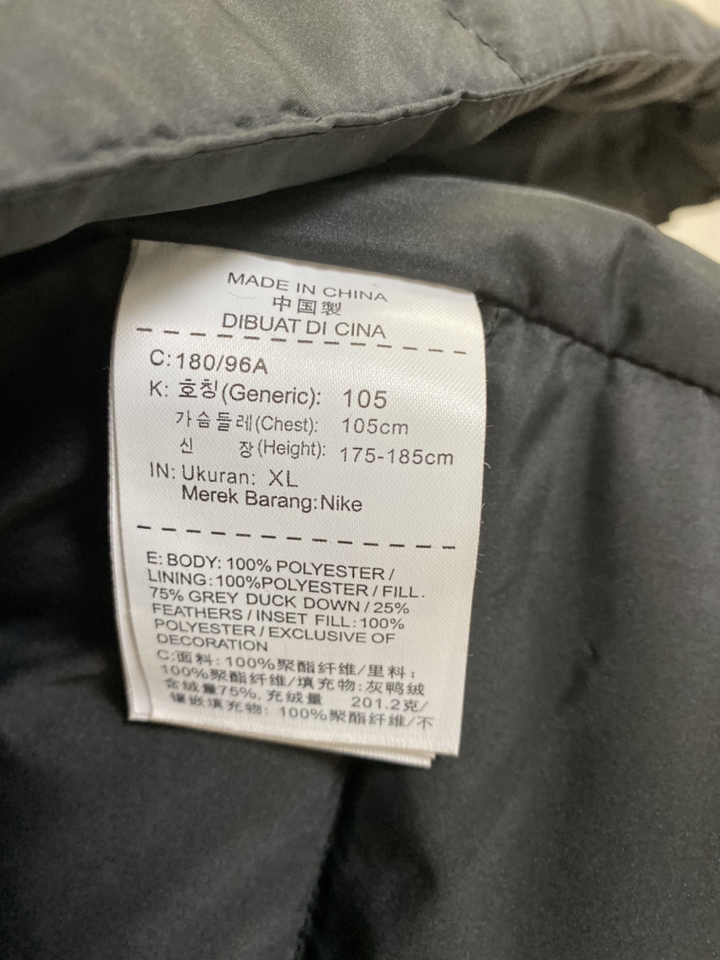 MADE IN CHINA
中国製
DIBUAT DI CINA
C:180/96A
K: 호칭(Generic): 105
가슴들레(Chest): 105cm
신 장(Height): 175-185cm
IN: Ukuran: XL
Merek Barang:Nike
E: BODY: 100% POLYESTER /
LINING:100%POLYESTER / FILL.
75% GREY DUCK DOWN / 25%
FEATHERS / INSET FILL:100%
POLYESTER / EXCLUSIVE OF
DECORATION
C:面料: 100%聚酯纤维/里料:
100%聚酯纤维/填充物:灰鸭绒
含绒量75%. 充绒量 201.2克/
镶嵌填充物: 100%聚酯纤维/不